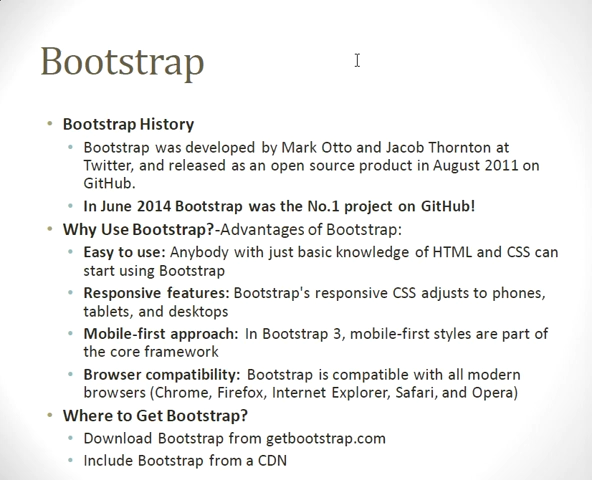 Bootstrap
• Bootstrap History
• Bootstrap was developed by Mark Otto and Jacob Thornton at
Twitter, and released as an open source product in August 2011 on
GitHub.
• In June 2014 Bootstrap was the No.1 project on GitHub!
• Why Use Bootstrap?-Advantages of Bootstrap:
• Easy to use: Anybody with just basic knowledge of HTML and CSS can
start using Bootstrap
• Responsive features: Bootstrap's responsive CSS adjusts to phones,
tablets, and desktops
• Mobile-first approach: In Bootstrap 3, mobile-first styles are part of
the core framework
• Browser compatibility: Bootstrap is compatible with all modern
browsers (Chrome, Firefox, Internet Explorer, Safari, and Opera)
• Where to Get Bootstrap?
• Download Bootstrap from getbootstrap.com
• Include Bootstrap from a CDN